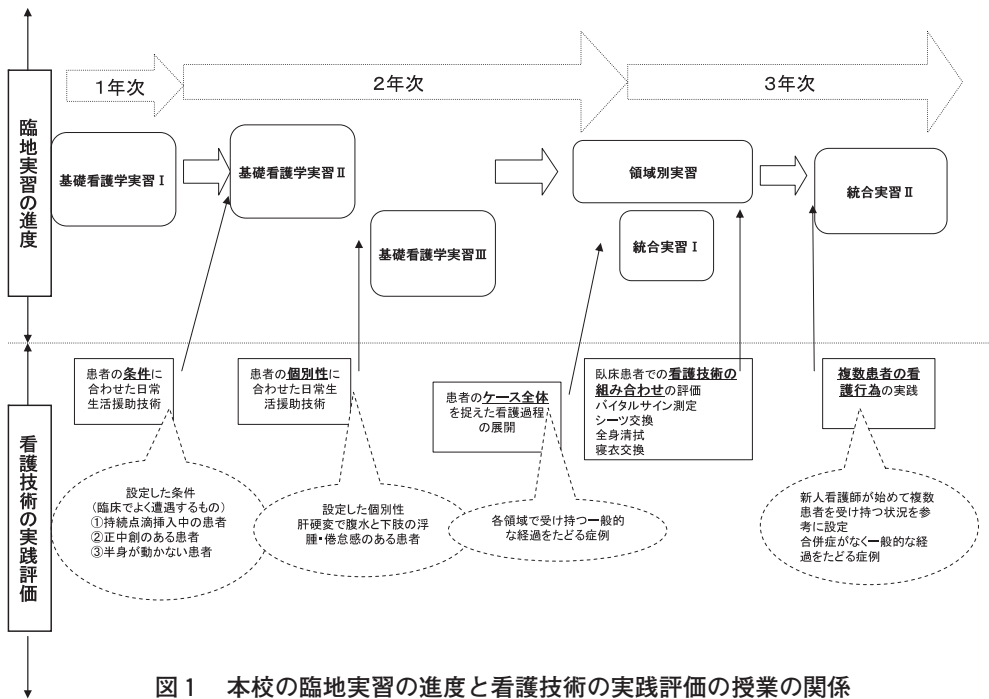 1年次
2年次
3年次
臨地実習の進度
基礎看護学実習Ⅰ
基礎看護学実習Ⅱ
基礎看護学実習Ⅲ
領域別実習
統合実習Ⅰ
統合実習Ⅱ
看護技術の実践評価
患者の条件に
合わせた日常
生活援助技術
患者の個別性に
合わせた日常生
活援助技術
患者のケース全体
を捉えた看護過程
の展開
臨床患者での看護技術の
組み合わせの評価
バイタルサイン測定
シーツ交換
全身清拭
寝衣交換
複数患者の看
護行為の実践
設定した条件
(臨床でよく遭遇するもの)
①持続点滴挿入中の患者
②正中創のある患者
③半身が動かない患者
設定した個別性
肝硬変で腹水と下肢の浮
腫・倦怠感のある患者
各領域で受け持つ一般的
な経過をたどる症例
新人看護師が始めて複数
患者を受け持つ状況を参
考に設定
合併症がなく一般的な経
過をたどる症例
図1 本校の臨地実習の進度と看護技術の実践評価の授業の関係